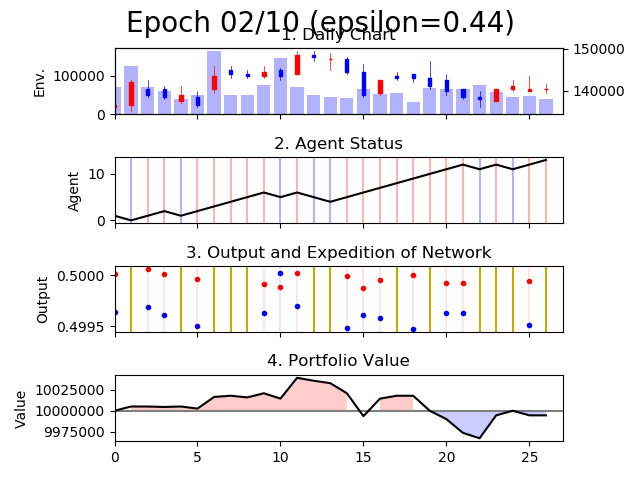 Epoch 02/10 (epsilon=0.44)
1. Daily Chart
Env.
100000
0
150000
140000
2. Agent Status
Agent
10
0
3. Output and Expedition of Network
Output
0.5000
0.4995
4. Portfolio Value
Value
10025000
10000000
9975000
0 5 10 15 20 25